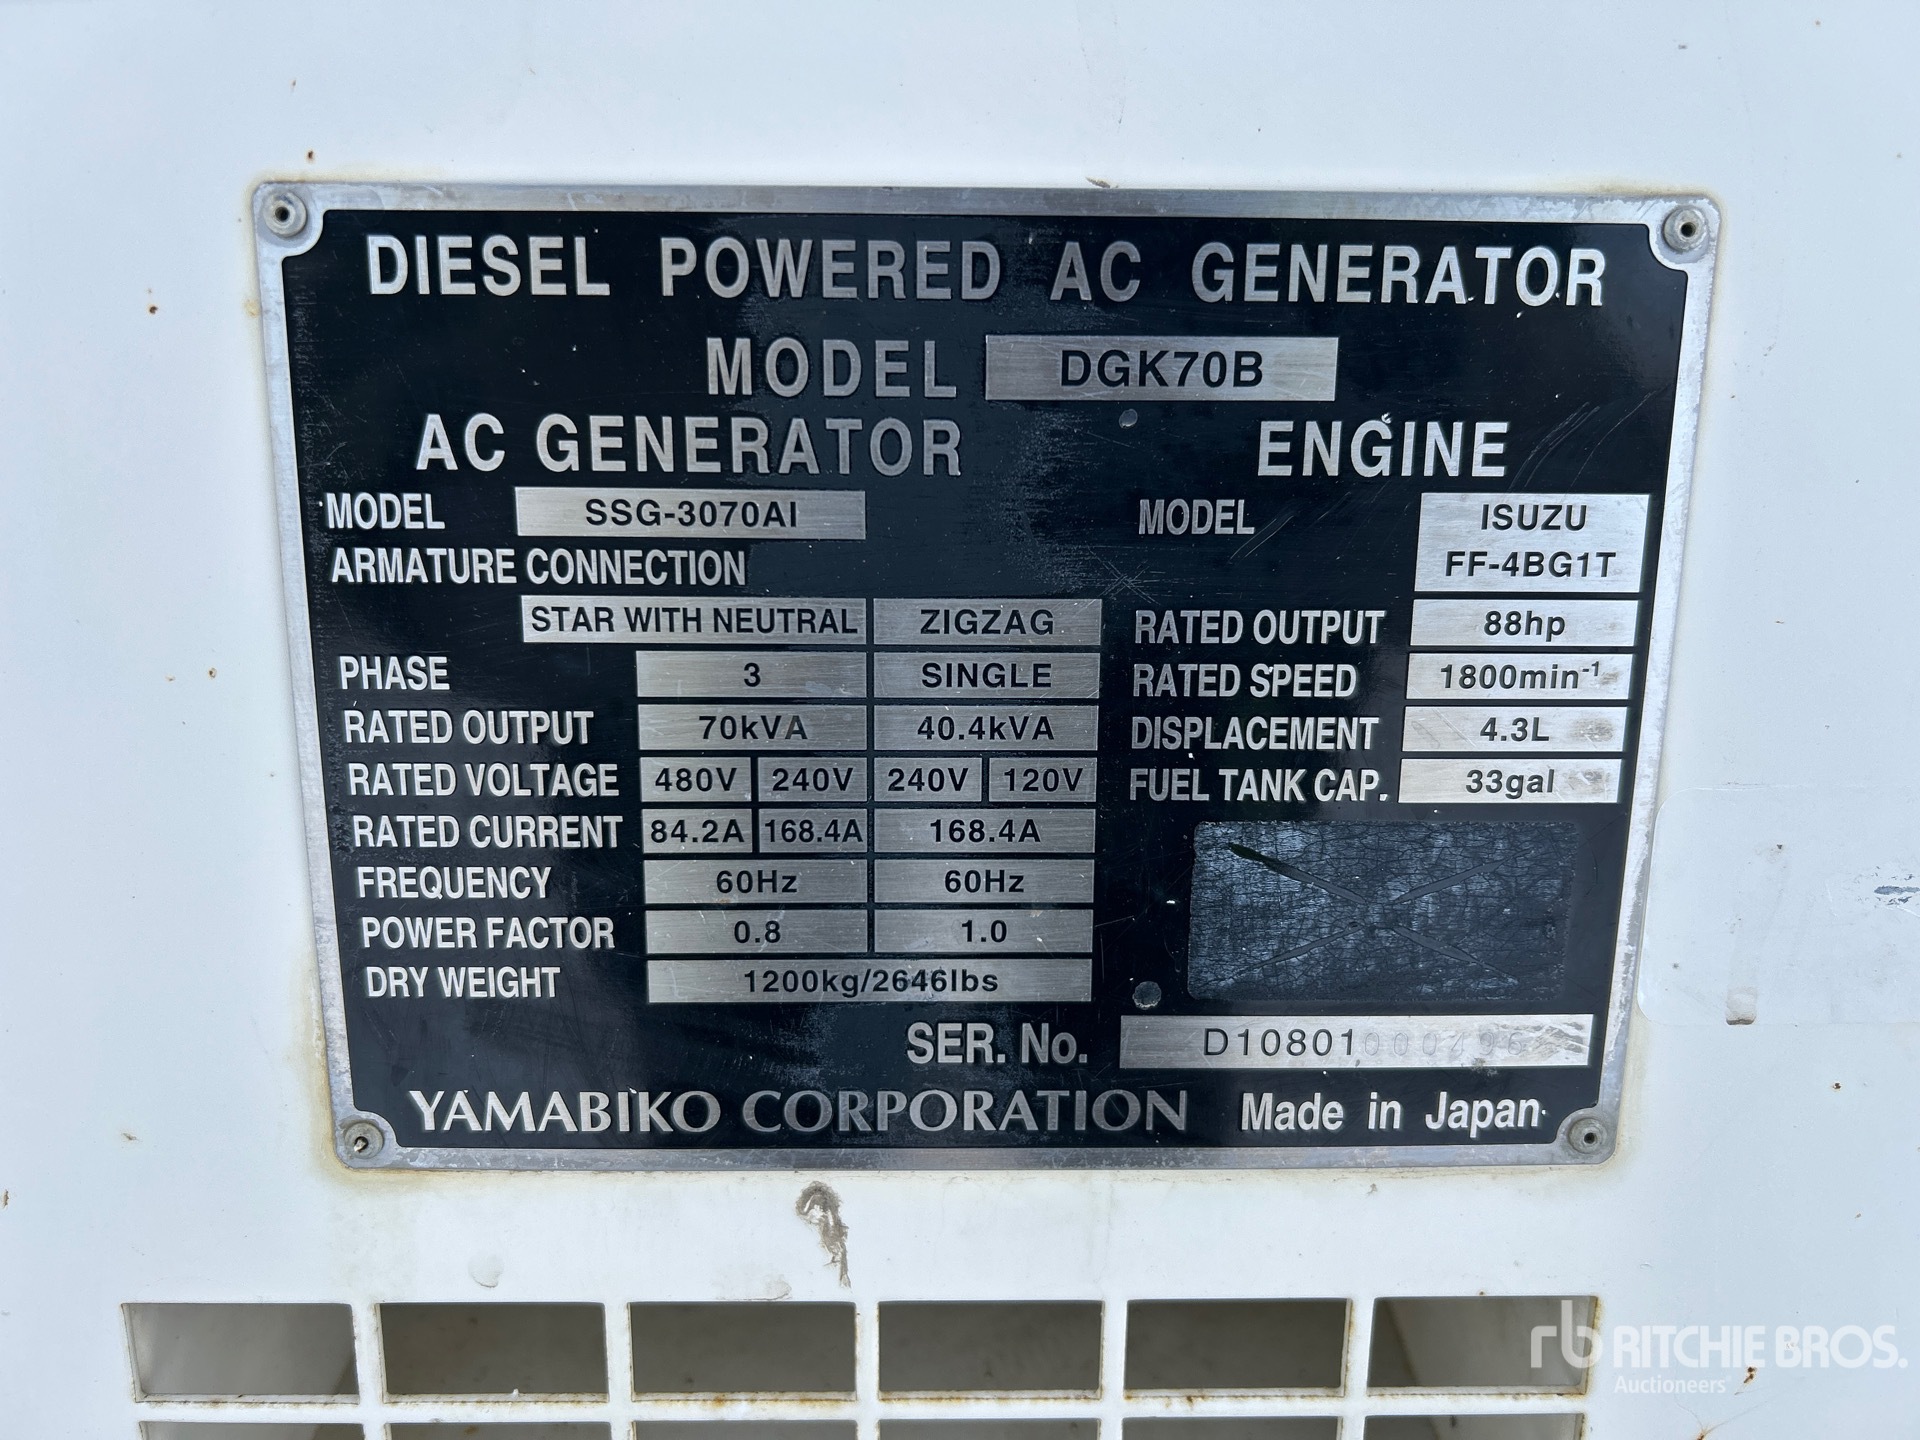 DIESEL POWERED AC GENERATOR
MODEL DGK70B
AC GENERATOR
MODEL SSG-3070AI
ARMATURE CONNECTION
STAR WITH NEUTRAL ZIGZAG
PHASE 3 SINGLE
RATED OUTPUT 70kVA 40.4kVA
RATED VOLTAGE 480V 240V 240V 120V
RATED CURRENT 84.2A 168.4A 168.4A
FREQUENCY 60Hz 60Hz
POWER FACTOR 0.8 1.0
DRY WEIGHT 1200kg/2646lbs
ENGINE
MODEL ISUZU
FF-4BG1T
RATED OUTPUT 88hp
RATED SPEED 1800min⁻¹
DISPLACEMENT 4.3L
FUEL TANK CAP. 33gal
SER. No.
YAMABIKO CORPORATION Made in Japan
rb RITCHIE BROS.
Auctioneers